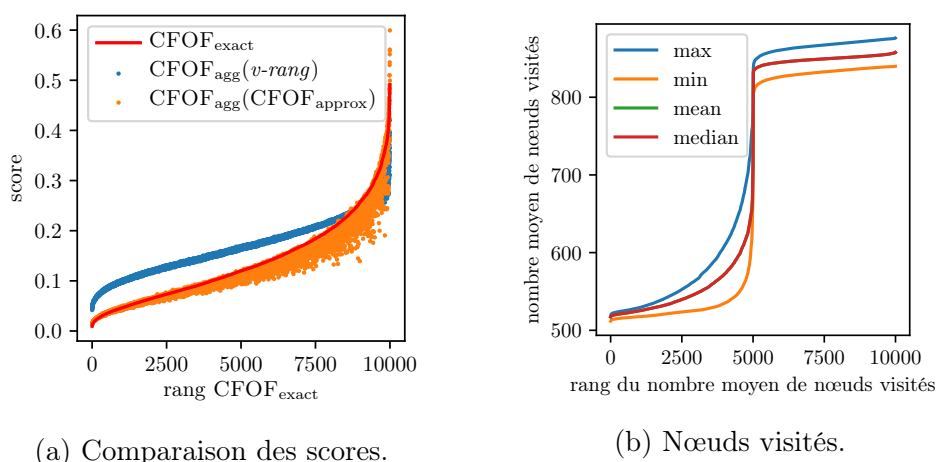 0.6
0.5
0.4
0.3
0.2
0.1
0.0
score
CFOF_exact
CFOF_agg(v-rang)
CFOF_agg(CFOF_approx)
0 2500 5000 7500 10000
rang CFOF_exact
(a) Comparaison des scores.
800
700
600
500
nombre moyen de nœuds visités
max
min
mean
median
0 2500 5000 7500 10000
rang du nombre moyen de nœuds visités
(b) Nœuds visités.